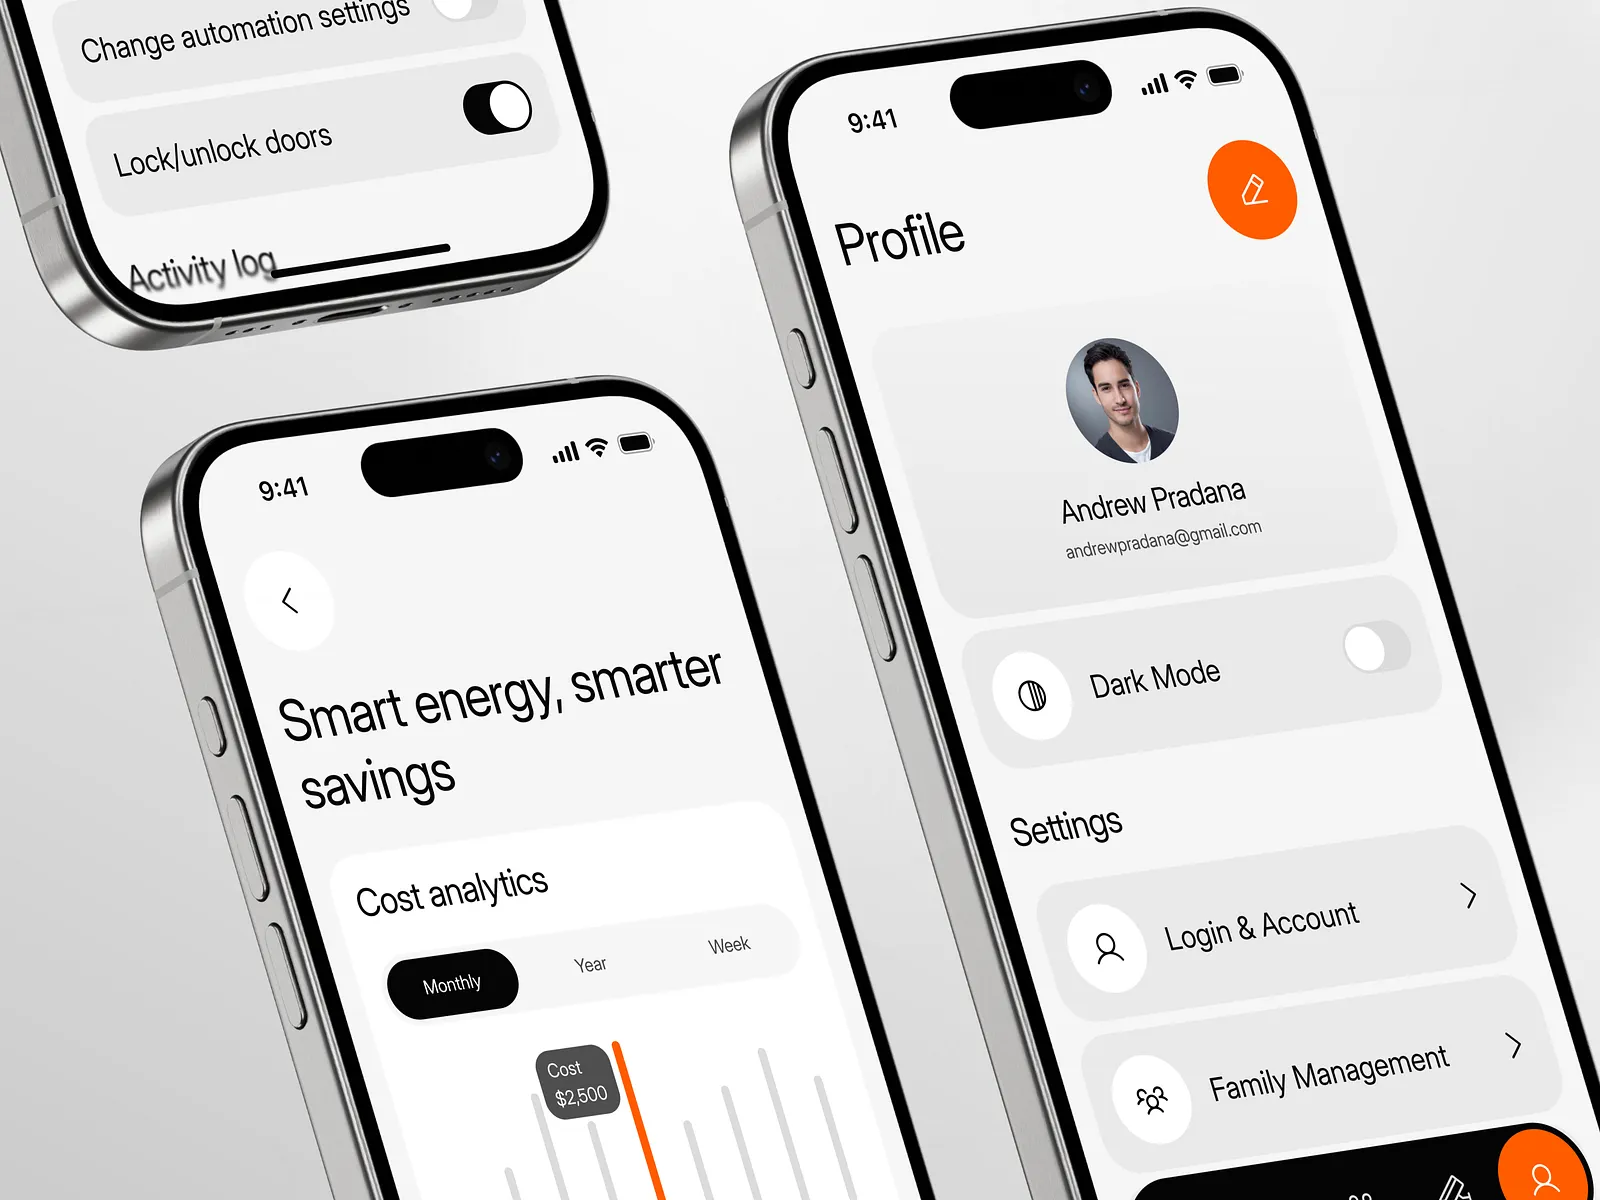 Change automation settings
Lock/unlock doors
Activity log
9:41
Smart energy, smarter
savings
Cost analytics
Monthly
Year
Week
Cost
$2,500
9:41
Profile
Andrew Pradana
andrewpradana@gmail.com
Dark Mode
Settings
Login & Account
Family Management